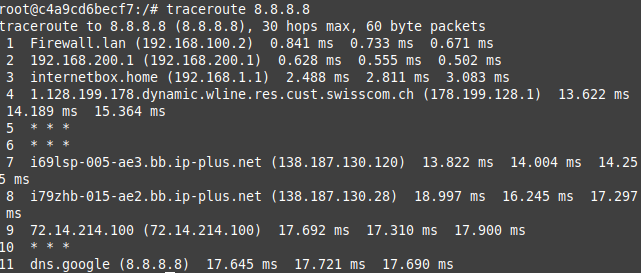 root@c4a9cd6becf7:/# traceroute 8.8.8.8
traceroute to 8.8.8.8 (8.8.8.8), 30 hops max, 60 byte packets
1 Firewall.lan (192.168.100.2) 0.841 ms 0.733 ms 0.671 ms
2 192.168.200.1 (192.168.200.1) 0.628 ms 0.555 ms 0.502 ms
3 internetbox.home (192.168.1.1) 2.488 ms 2.811 ms 3.083 ms
4 1.128.199.178.dynamic.wline.res.cust.swisscom.ch (178.199.128.1) 13.622 ms
14.189 ms 15.364 ms
5 * * *
6 * * *
7 i69lsp-005-ae3.bb.ip-plus.net (138.187.130.120) 13.822 ms 14.004 ms 14.25
5 ms
8 i79zhb-015-ae2.bb.ip-plus.net (138.187.130.28) 18.997 ms 16.245 ms 17.297
ms
9 72.14.214.100 (72.14.214.100) 17.692 ms 17.310 ms 17.900 ms
10 * * *
11 dns.google (8.8.8.8) 17.645 ms 17.721 ms 17.690 ms